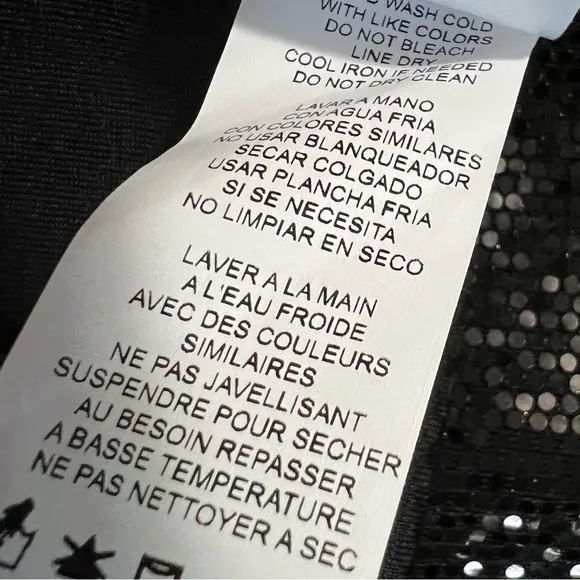 WASH COLD
WITH LIKE COLORS
DO NOT BLEACH
LINE DRY
COOL IRON IF NEEDED
DO NOT DRY CLEAN
LAVAR A MANO
CON AGUA FRIA
CON COLORES SIMILARES
NO USAR BLANQUEADOR
SECAR COLGADO
USAR PLANCHA FRIA
SI SE NECESITA
NO LIMPIAR EN SECO
LAVER A LA MAIN
A L'EAU FROIDE
AVEC DES COULEURS
SIMILAIRES
NE PAS JAVELLISANT
SUSPENDRE POUR SECHER
AU BESOIN REPASSER
A BASSE TEMPERATURE
NE PAS NETTOYER A SEC